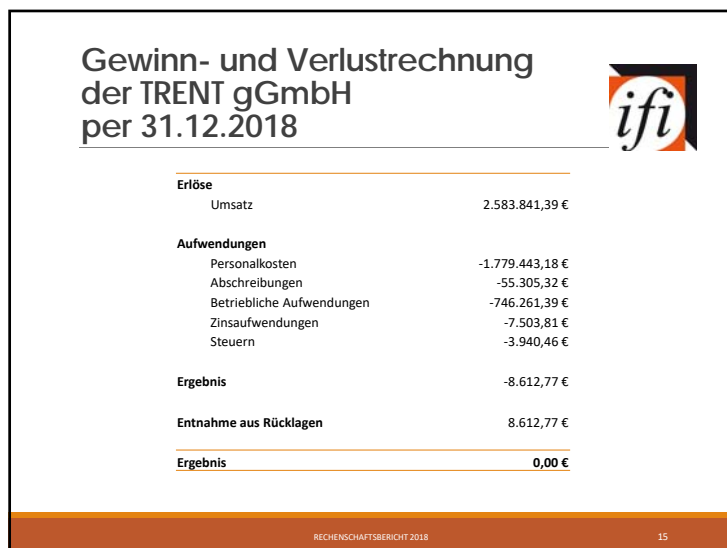 Gewinn- und Verlustrechnung
der TRENT gGmbH
per 31.12.2018
ifi
Erlöse
Umsatz 2.583.841,39 €
Aufwendungen
Personalkosten -1.779.443,18 €
Abschreibungen -55.305,32 €
Betriebliche Aufwendungen -746.261,39 €
Zinsaufwendungen -7.503,81 €
Steuern -3.940,46 €
Ergebnis -8.612,77 €
Entnahme aus Rücklagen 8.612,77 €
Ergebnis 0,00 €
RECHENSCHAFTSBERICHT 2018 15